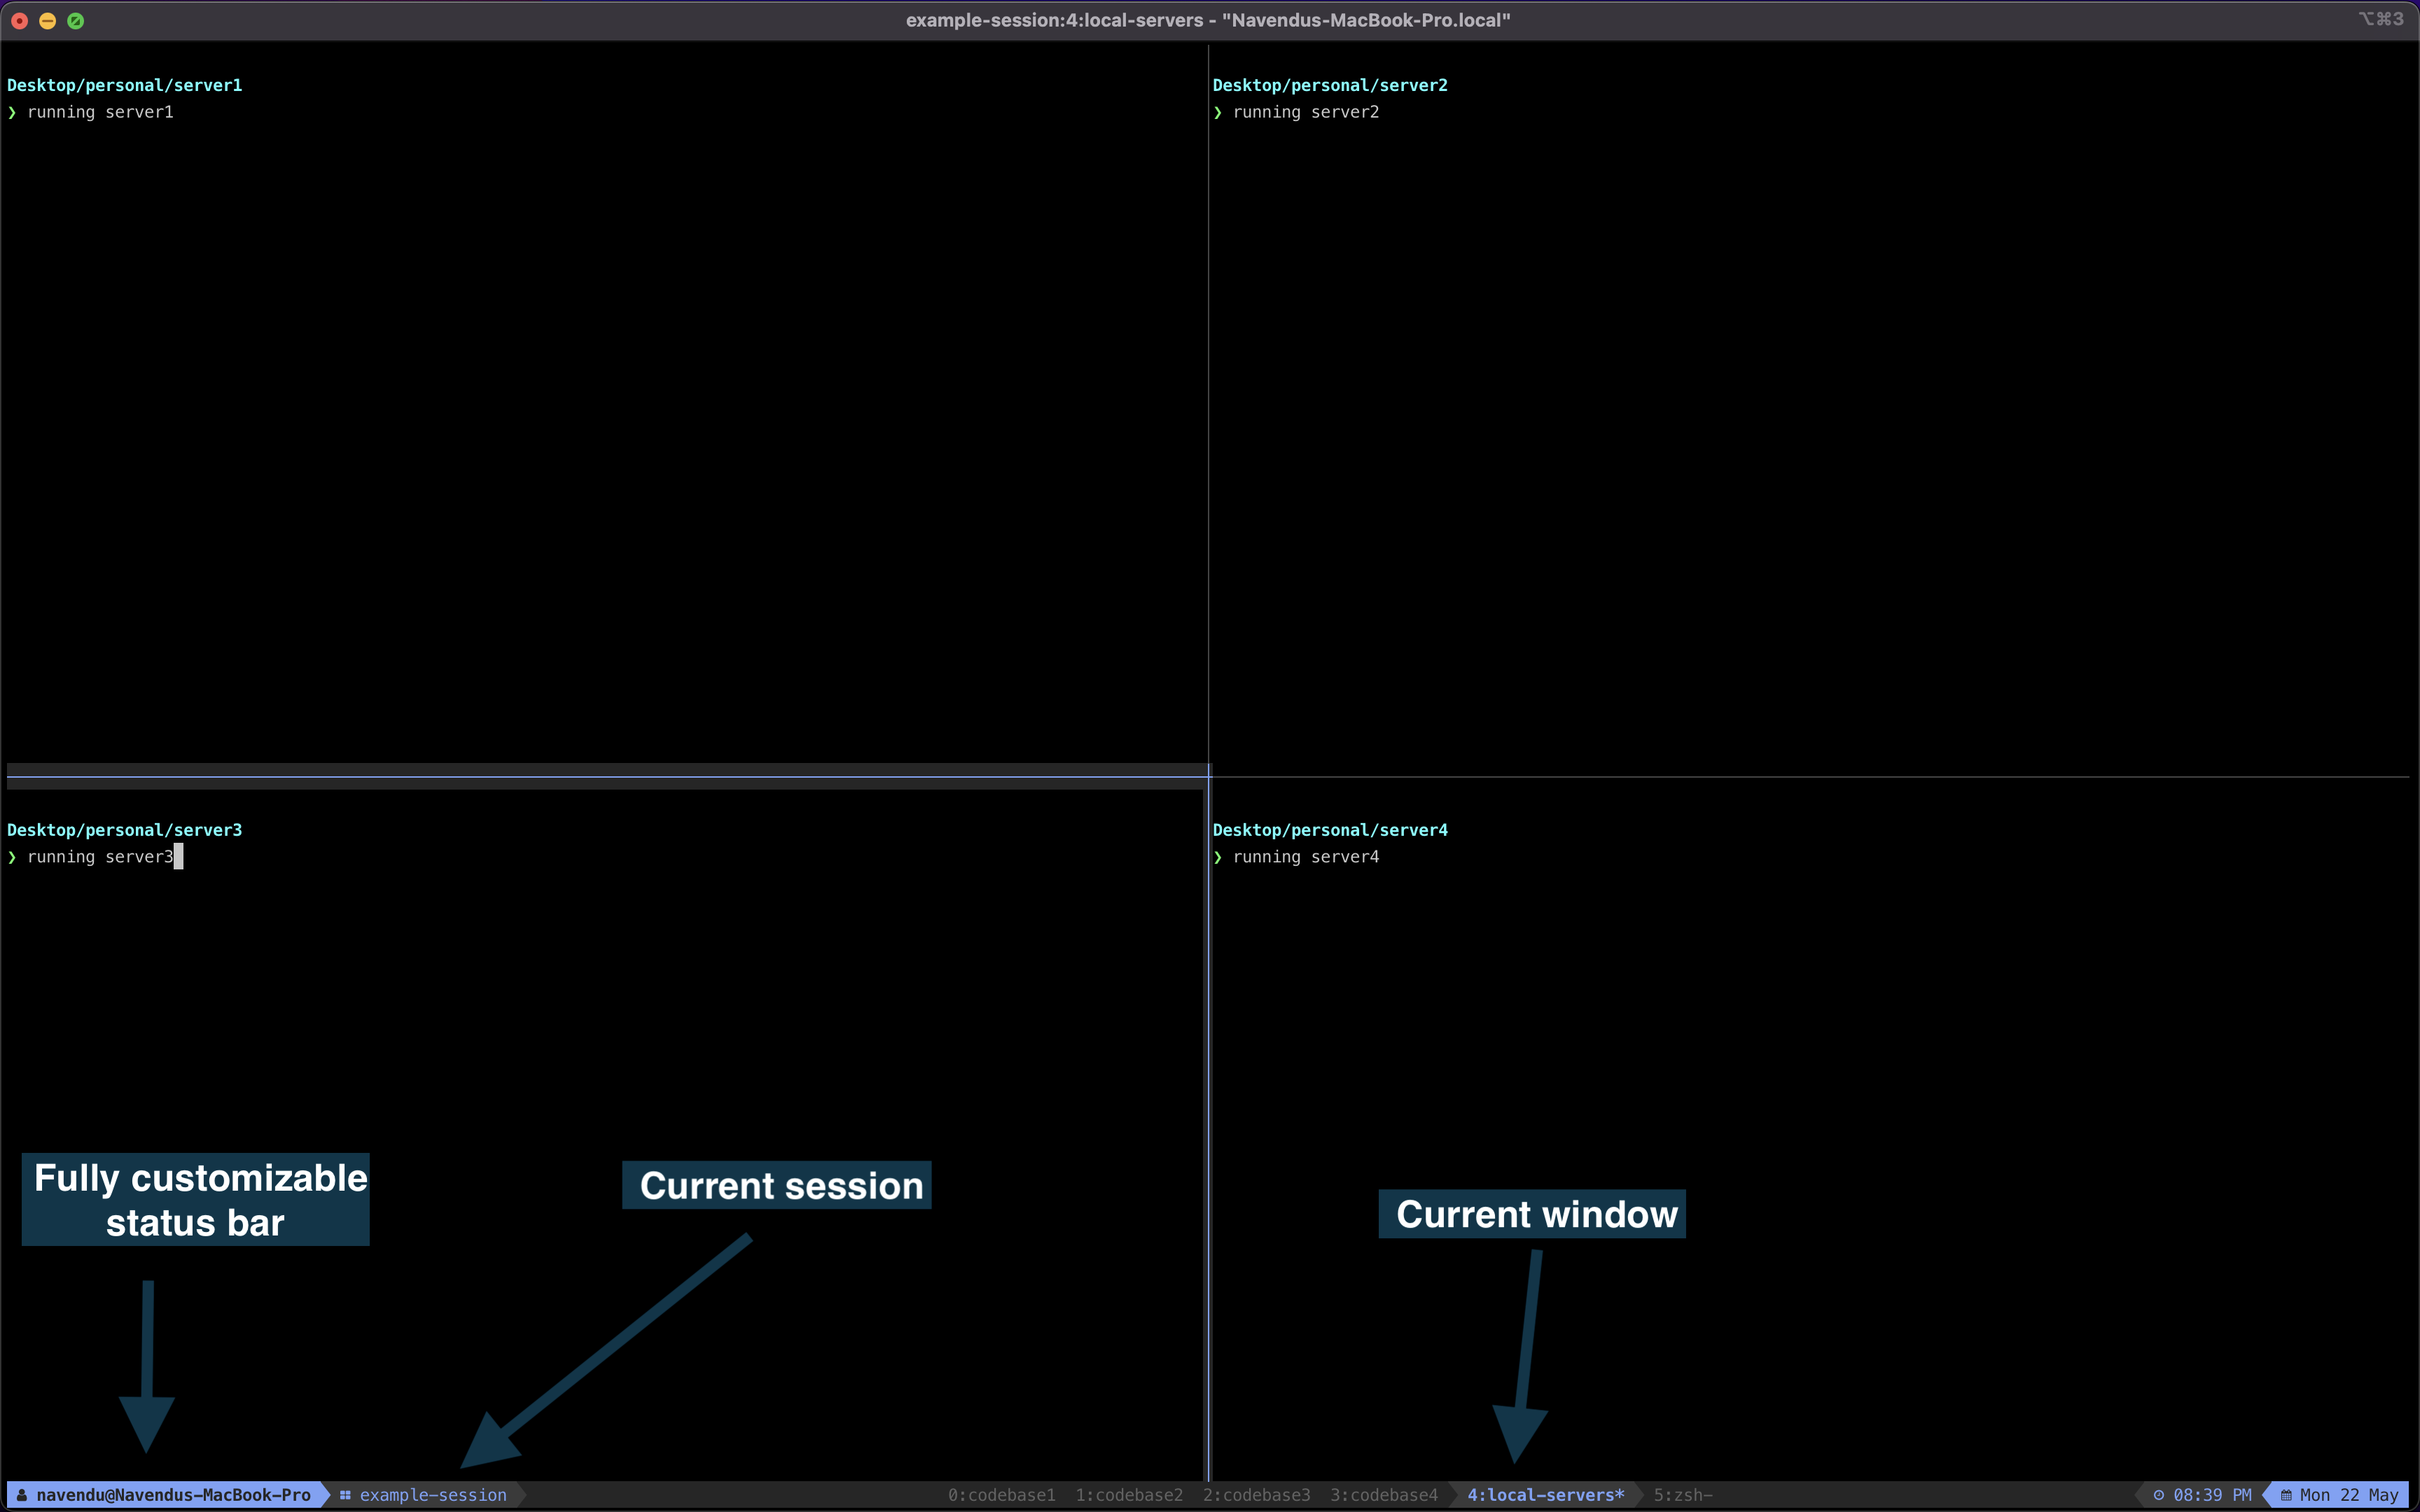 example-session:4:local-servers - "Navendus-MacBook-Pro.local"
⌥⌘3
Desktop/personal/server1
❯ running server1
Desktop/personal/server2
❯ running server2
Desktop/personal/server3
❯ running server3
Desktop/personal/server4
❯ running server4
Fully customizable
status bar
Current session
Current window
navendu@Navendus-MacBook-Pro example-session 0:codebase1 1:codebase2 2:codebase3 3:codebase4 4:local-servers* 5:zsh- 08:39 PM Mon 22 May